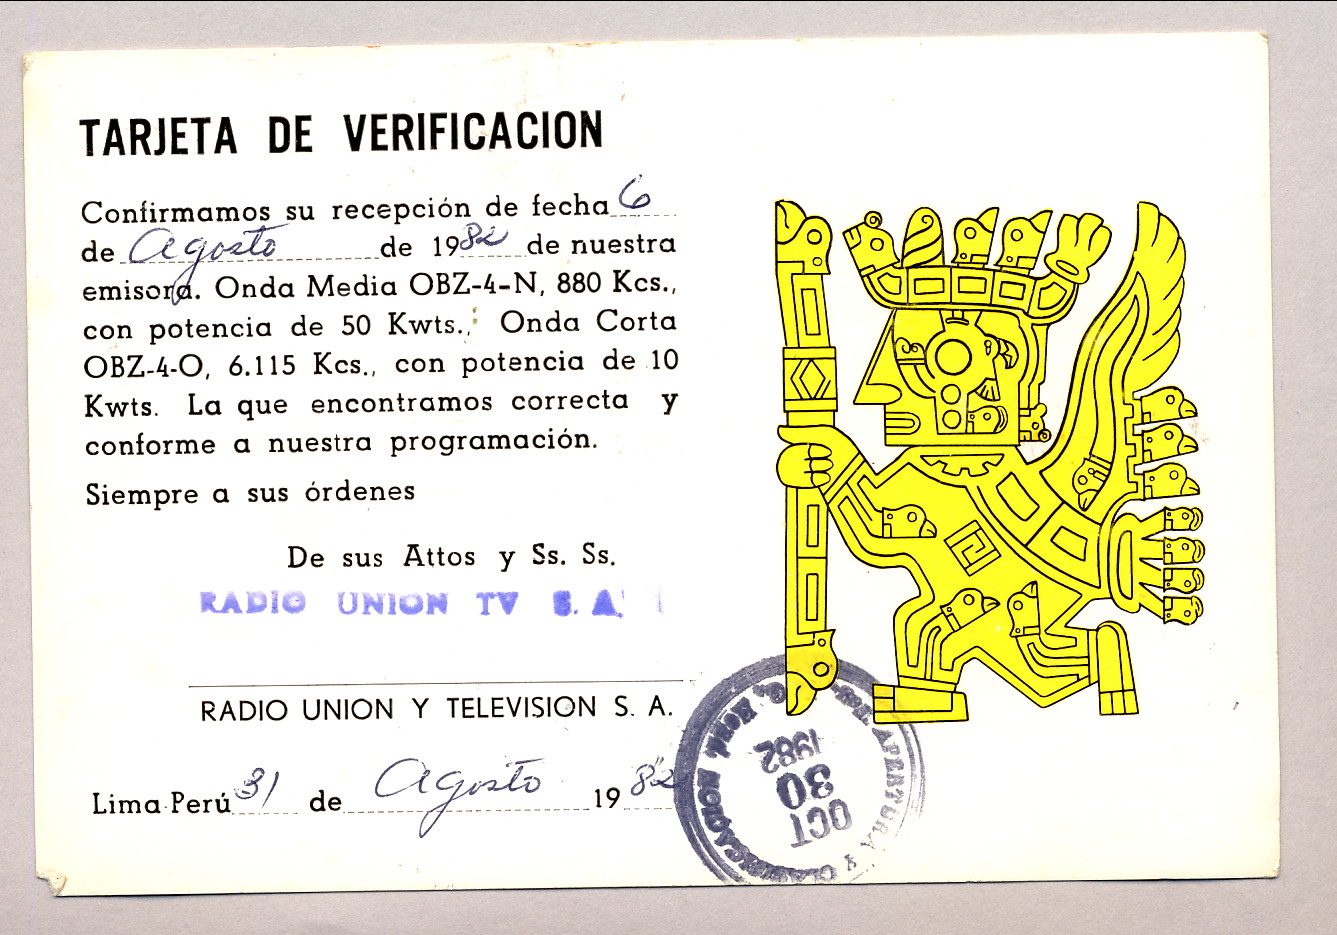 TARJETA DE VERIFICACION
Confirmamos su recepción de fecha 6
de Agosto de 1982 de nuestra
emisora. Onda Media OBZ-4-N, 880 Kcs.,
con potencia de 50 Kwts., Onda Corta
OBZ-4-O, 6.115 Kcs., con potencia de 10
Kwts. La que encontramos correcta y
conforme a nuestra programación.
Siempre a sus órdenes
De sus Attos y Ss. Ss.
RADIO UNION TV S. A.
RADIO UNION Y TELEVISION S. A.
Lima-Perú 31 de Agosto 1982
APERTURA Y CLASIFICACION
OCT
30
1982